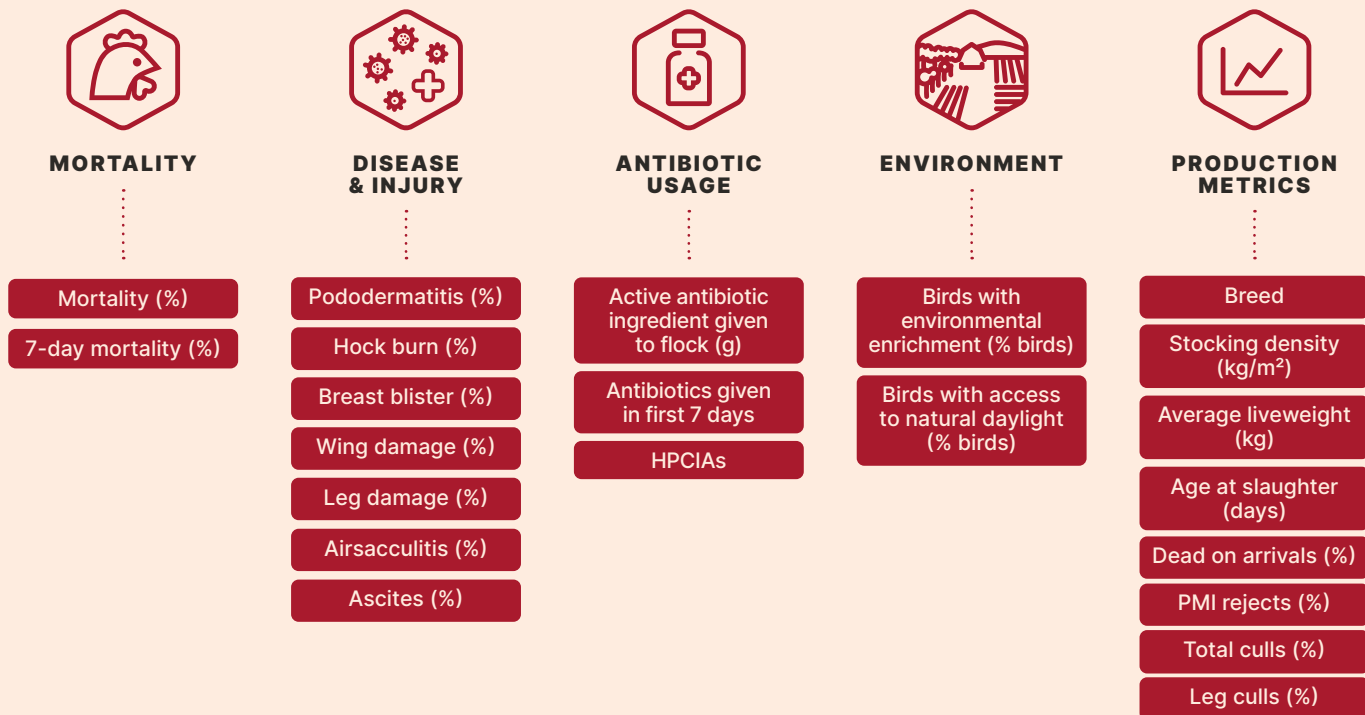 MORTALITY
Mortality (%)
7-day mortality (%)
DISEASE
& INJURY
Pododermatitis (%)
Hock burn (%)
Breast blister (%)
Wing damage (%)
Leg damage (%)
Airsacculitis (%)
Ascites (%)
ANTIBIOTIC
USAGE
Active antibiotic
ingredient given
to flock (g)
Antibiotics given
in first 7 days
HPCIAs
ENVIRONMENT
Birds with
environmental
enrichment (% birds)
Birds with access
to natural daylight
(% birds)
PRODUCTION
METRICS
Breed
Stocking density
(kg/m²)
Average liveweight
(kg)
Age at slaughter
(days)
Dead on arrivals (%)
PMI rejects (%)
Total culls (%)
Leg culls (%)